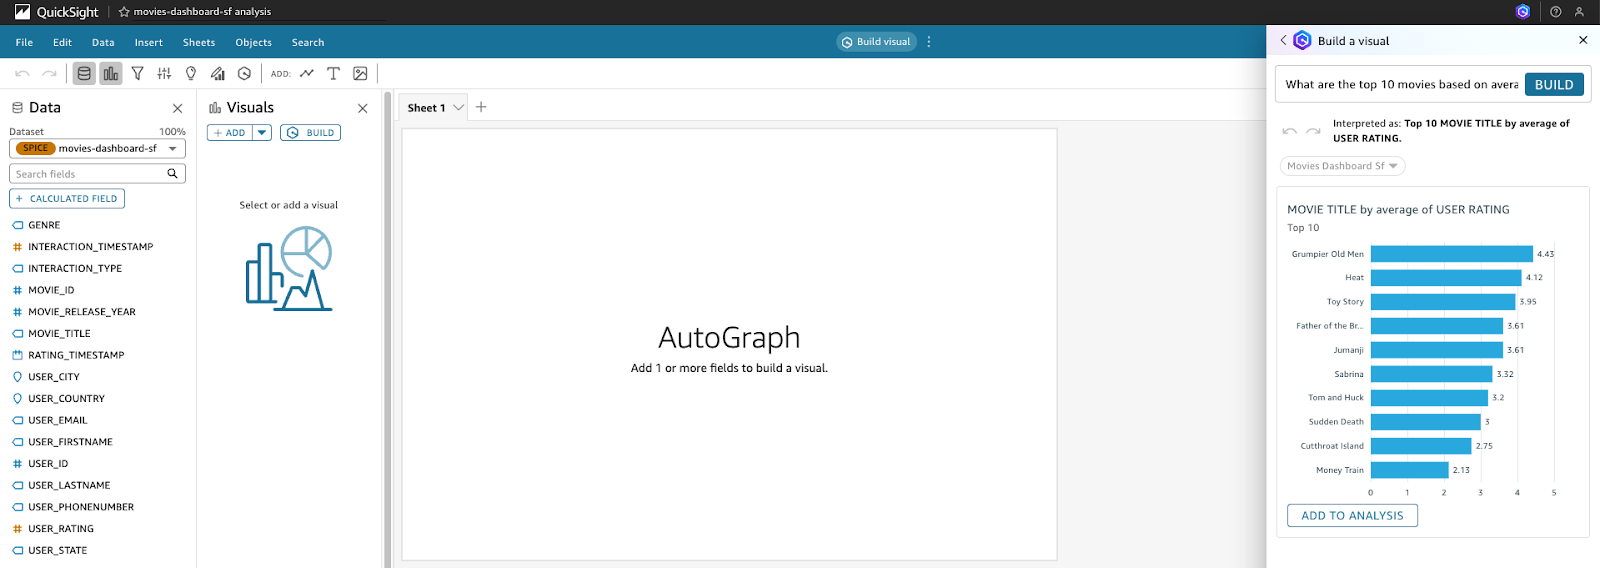 QuickSight
movies-dashboard-sf analysis
File Edit Data Insert Sheets Objects Search
Build visual
ADD:
Data
Dataset 100%
SPICE movies-dashboard-sf
Search fields
+ CALCULATED FIELD
GENRE
INTERACTION_TIMESTAMP
INTERACTION_TYPE
MOVIE_ID
MOVIE_RELEASE_YEAR
MOVIE_TITLE
RATING_TIMESTAMP
USER_CITY
USER_COUNTRY
USER_EMAIL
USER_FIRSTNAME
USER_ID
USER_LASTNAME
USER_PHONENUMBER
USER_RATING
USER_STATE
Visuals
+ ADD
BUILD
Select or add a visual
Sheet 1
AutoGraph
Add 1 or more fields to build a visual.
Build a visual
What are the top 10 movies based on avera
BUILD
Interpreted as: Top 10 MOVIE TITLE by average of
USER RATING.
Movies Dashboard Sf
MOVIE TITLE by average of USER RATING
Top 10
Grumpier Old Men 4.43
Heat 4.12
Toy Story 3.95
Father of the Br... 3.61
Jumanji 3.61
Sabrina 3.32
Tom and Huck 3.2
Sudden Death 3
Cutthroat Island 2.75
Money Train 2.13
0 1 2 3 4 5
ADD TO ANALYSIS